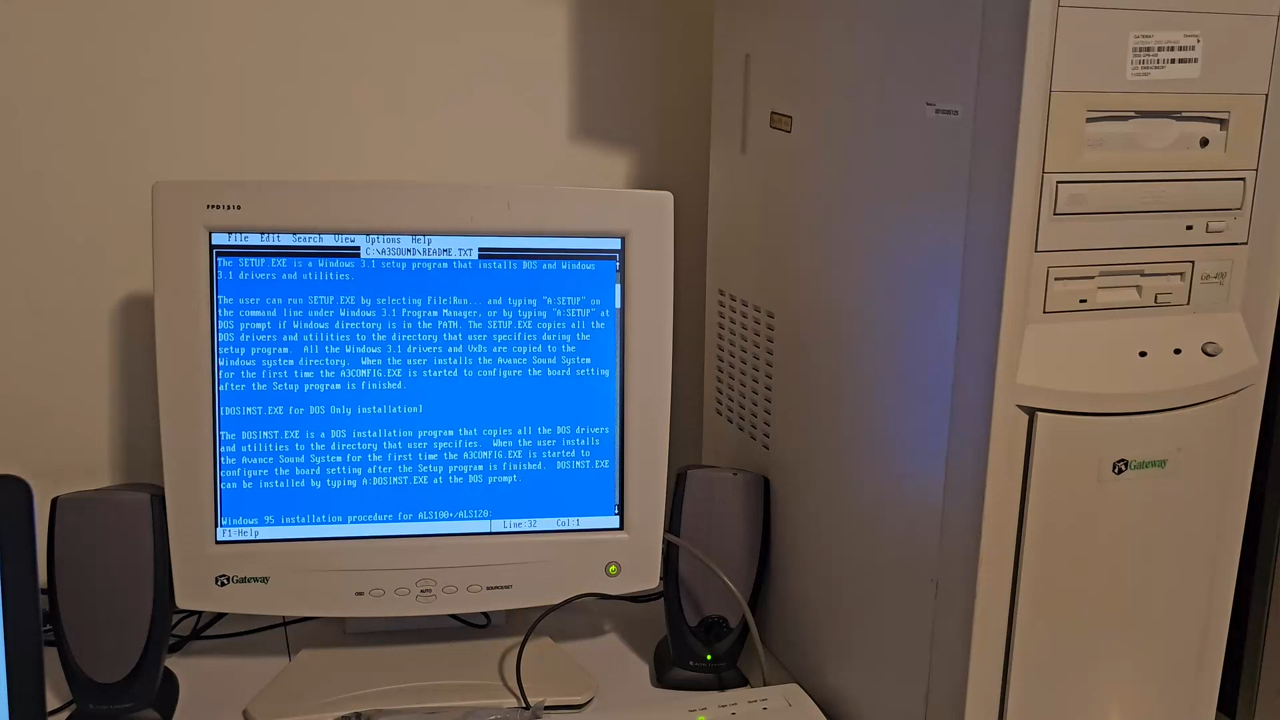 FPD1510
File Edit Search View Options Help
C:\A3SOUND\README.TXT
The SETUP.EXE is a Windows 3.1 setup program that installs DOS and Windows
3.1 drivers and utilities.
The user can run SETUP.EXE by selecting File|Run... and typing "A:SETUP" on
the command line under Windows 3.1 Program Manager, or by typing "A:SETUP" at
DOS prompt if Windows directory is in the PATH. The SETUP.EXE copies all the
DOS drivers and utilities to the directory that user specifies during the
setup program.  All the Windows 3.1 drivers and VxDs are copied to the
Windows system directory.  When the user installs the Avance Sound System
for the first time the A3CONFIG.EXE is started to configure the board setting
after the Setup program is finished.
[DOSINST.EXE for DOS Only installation]
The DOSINST.EXE is a DOS installation program that copies all the DOS drivers
and utilities to the directory that user specifies.  When the user installs
the Avance Sound System for the first time the A3CONFIG.EXE is started to
configure the board setting after the Setup program is finished.  DOSINST.EXE
can be installed by typing A:DOSINST.EXE at the DOS prompt.
Windows 95 installation procedure for ALS100+/ALS120:
F1=Help
Line:32 Col:1
Gateway
OSD
AUTO
SOURCE/SET
GATEWAY
G6-400
Gateway
Num Lock Caps Lock Scroll Lock